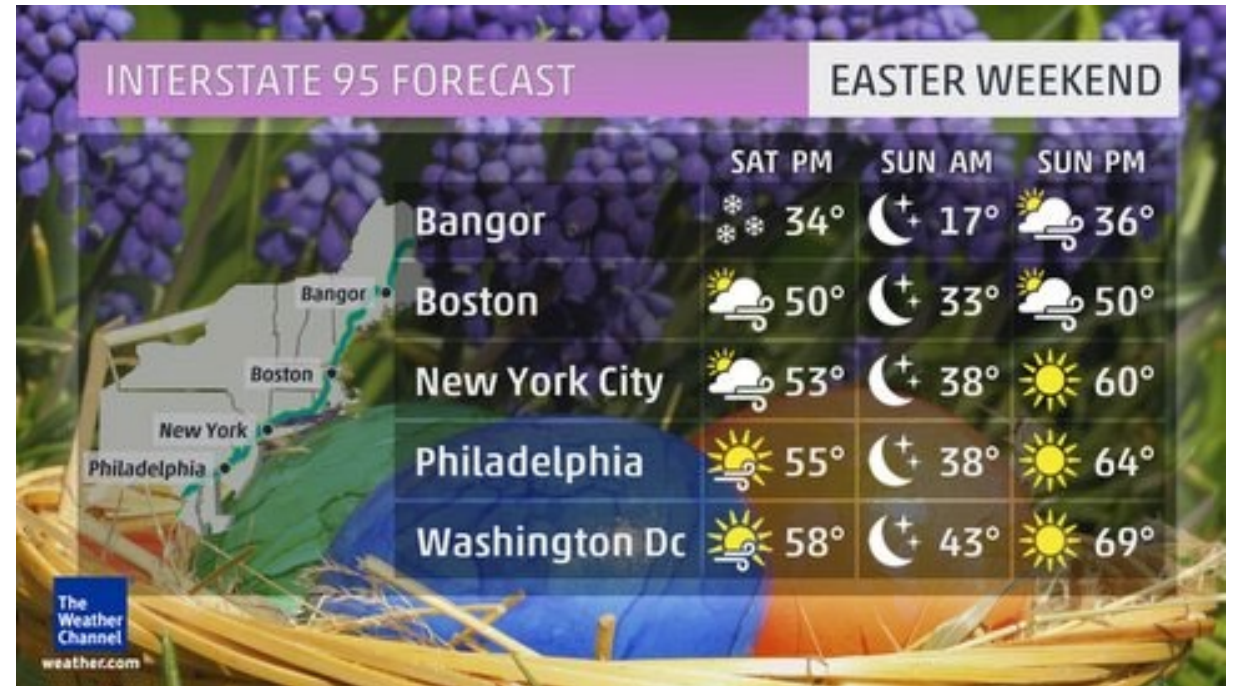 INTERSTATE 95 FORECAST
EASTER WEEKEND
SAT PM SUN AM SUN PM
Bangor 34° 17° 36°
Boston 50° 33° 50°
New York City 53° 38° 60°
Philadelphia 55° 38° 64°
Washington Dc 58° 43° 69°
Bangor
Boston
New York
Philadelphia
The
Weather
Channel
weather.com